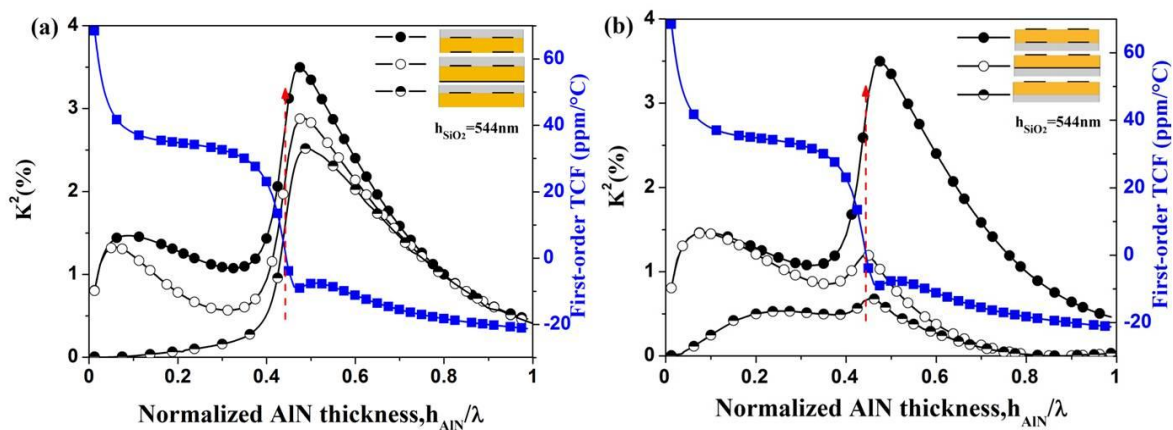 (a)
4
3
2
1
0
K²(%)
h_SiO₂=544nm
60
40
20
0
-20
First-order TCF (ppm/°C)
0 0.2 0.4 0.6 0.8 1
Normalized AlN thickness,h_AlN/λ
(b)
4
3
2
1
0
K²(%)
h_SiO₂=544nm
60
40
20
0
-20
First-order TCF (ppm/°C)
0 0.2 0.4 0.6 0.8 1
Normalized AlN thickness,h_AlN/λ